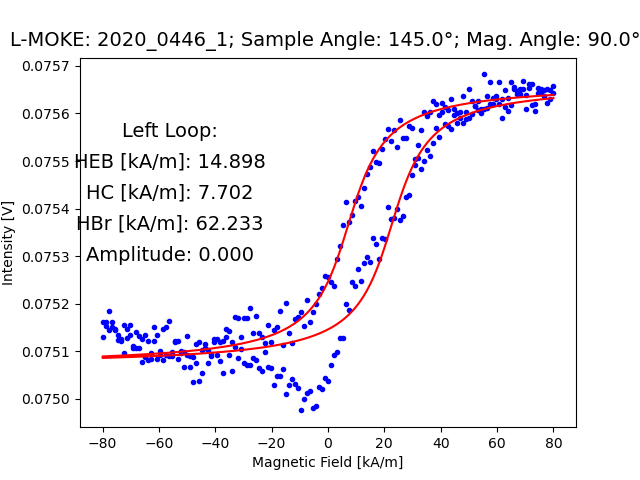 L-MOKE: 2020_0446_1; Sample Angle: 145.0°; Mag. Angle: 90.0°
0.0757
0.0756
0.0755
0.0754
0.0753
0.0752
0.0751
0.0750
Intensity [V]
Left Loop:
HEB [kA/m]: 14.898
HC [kA/m]: 7.702
HBr [kA/m]: 62.233
Amplitude: 0.000
−80 −60 −40 −20 0 20 40 60 80
Magnetic Field [kA/m]